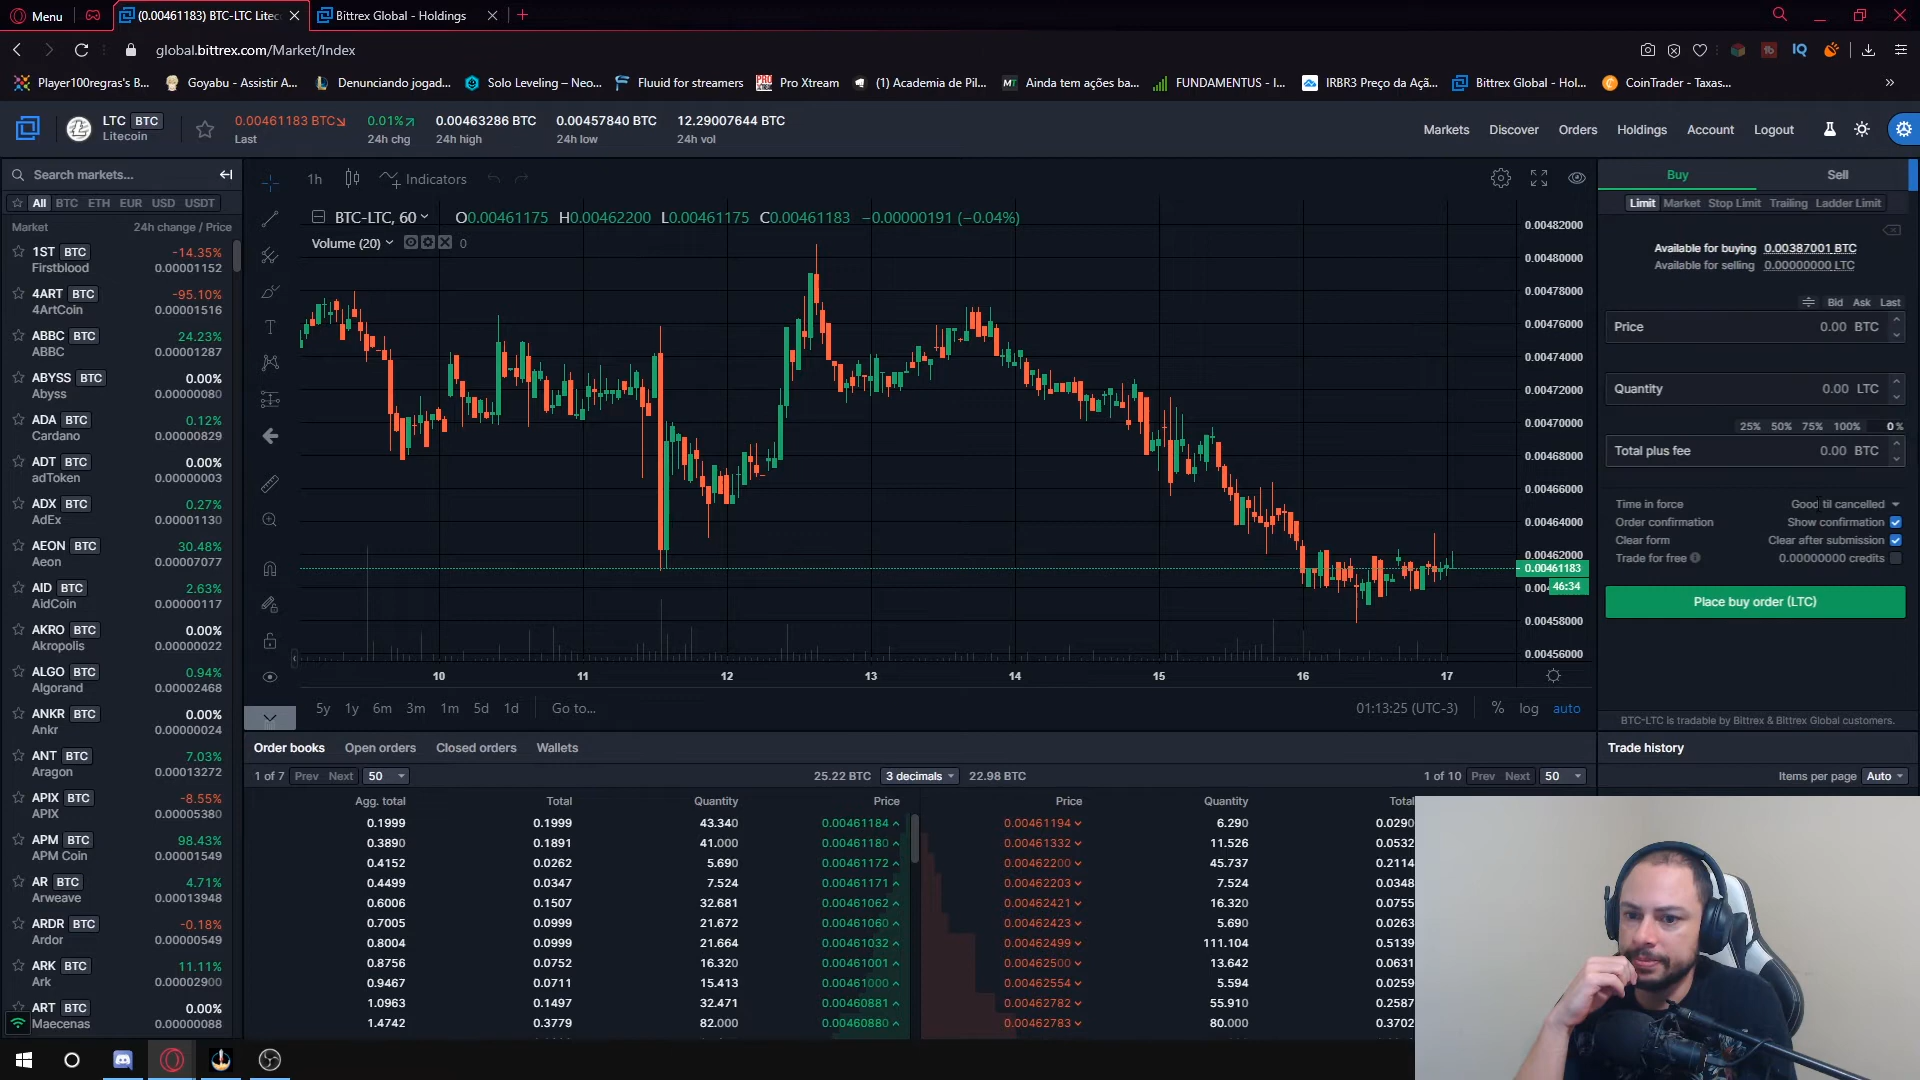 Menu
(0.00461183) BTC-LTC Litec
Bittrex Global - Holdings
global.bittrex.com/Market/Index
Player100regras's B...
Goyabu - Assistir A...
Denunciando jogad...
Solo Leveling – Neo...
Fluuid for streamers
Pro Xtream
(1) Academia de Pil...
Ainda tem ações ba...
FUNDAMENTUS - I...
IRBR3 Preço da Açã...
Bittrex Global - Hol...
CoinTrader - Taxas...
LTC BTC
Litecoin
0.00461183 BTC
Last
0.01%
24h chg
0.00463286 BTC
24h high
0.00457840 BTC
24h low
12.29007644 BTC
24h vol
Markets
Discover
Orders
Holdings
Account
Logout
Search markets...
All BTC ETH EUR USD USDT
Market 24h change / Price
1ST BTC -14.35%
Firstblood 0.00001152
4ART BTC -95.10%
4ArtCoin 0.00001516
ABBC BTC 24.23%
ABBC 0.00001287
ABYSS BTC 0.00%
Abyss 0.00000080
ADA BTC 0.12%
Cardano 0.00000829
ADT BTC 0.00%
adToken 0.00000003
ADX BTC 0.27%
AdEx 0.00001130
AEON BTC 30.48%
Aeon 0.00007077
AID BTC 2.63%
AidCoin 0.00000117
AKRO BTC 0.00%
Akropolis 0.00000022
ALGO BTC 0.94%
Algorand 0.00002468
ANKR BTC 0.00%
Ankr 0.00000024
ANT BTC 7.03%
Aragon 0.00013272
APIX BTC -8.55%
APIX 0.00005380
APM BTC 98.43%
APM Coin 0.00001549
AR BTC 4.71%
Arweave 0.00013948
ARDR BTC -0.18%
Ardor 0.00000549
ARK BTC 11.11%
Ark 0.00002900
ART BTC 0.00%
Maecenas 0.00000088
1h Indicators
BTC-LTC, 60 O0.00461175 H0.00462200 L0.00461175 C0.00461183 −0.00000191 (−0.04%)
Volume (20) 0
0.00482000
0.00480000
0.00478000
0.00476000
0.00474000
0.00472000
0.00470000
0.00468000
0.00466000
0.00464000
0.00462000
0.00461183
46:34
0.00458000
0.00456000
10 11 12 13 14 15 16 17
5y 1y 6m 3m 1m 5d 1d Go to...
01:13:25 (UTC-3) % log auto
Order books Open orders Closed orders Wallets
1 of 7 Prev Next 50 25.22 BTC 3 decimals 22.98 BTC 1 of 10 Prev Next 50
Agg. total Total Quantity Price Price Quantity Total
0.1999 0.1999 43.340 0.00461184 0.00461194 6.290 0.0290
0.3890 0.1891 41.000 0.00461180 0.00461332 11.526 0.0532
0.4152 0.0262 5.690 0.00461172 0.00462200 45.737 0.2114
0.4499 0.0347 7.524 0.00461171 0.00462203 7.524 0.0348
0.6006 0.1507 32.681 0.00461062 0.00462421 16.320 0.0755
0.7005 0.0999 21.672 0.00461060 0.00462423 5.690 0.0263
0.8004 0.0999 21.664 0.00461032 0.00462499 111.104 0.5139
0.8756 0.0752 16.320 0.00461001 0.00462500 13.642 0.0631
0.9467 0.0711 15.413 0.00461000 0.00462554 5.594 0.0259
1.0963 0.1497 32.471 0.00460881 0.00462782 55.910 0.2587
1.4742 0.3779 82.000 0.00460880 0.00462783 80.000 0.3702
Buy Sell
Limit Market Stop Limit Trailing Ladder Limit
Available for buying 0.00387001 BTC
Available for selling 0.00000000 LTC
Bid Ask Last
Price 0.00 BTC
Quantity 0.00 LTC
25% 50% 75% 100% 0 %
Total plus fee 0.00 BTC
Time in force Good til cancelled
Order confirmation Show confirmation
Clear form Clear after submission
Trade for free 0.00000000 credits
Place buy order (LTC)
BTC-LTC is tradable by Bittrex & Bittrex Global customers.
Trade history
Items per page Auto